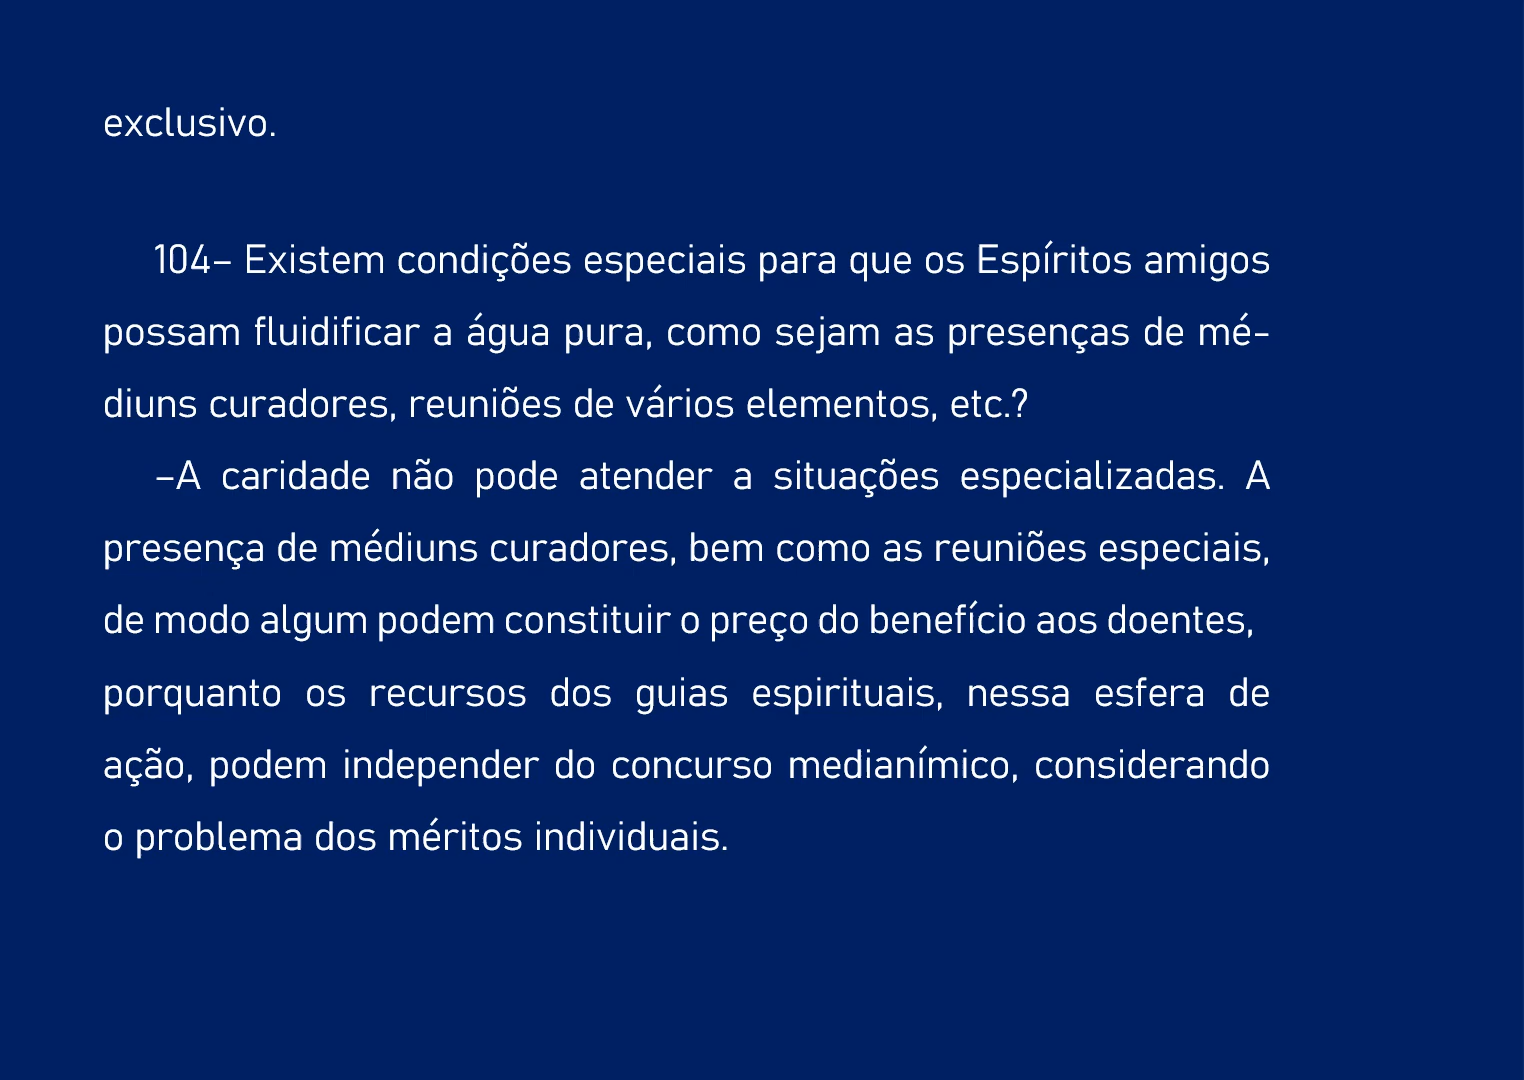 exclusivo.
104– Existem condições especiais para que os Espíritos amigos
possam fluidificar a água pura, como sejam as presenças de mé-
diuns curadores, reuniões de vários elementos, etc.?
–A caridade não pode atender a situações especializadas. A
presença de médiuns curadores, bem como as reuniões especiais,
de modo algum podem constituir o preço do benefício aos doentes,
porquanto os recursos dos guias espirituais, nessa esfera de
ação, podem independer do concurso medianímico, considerando
o problema dos méritos individuais.